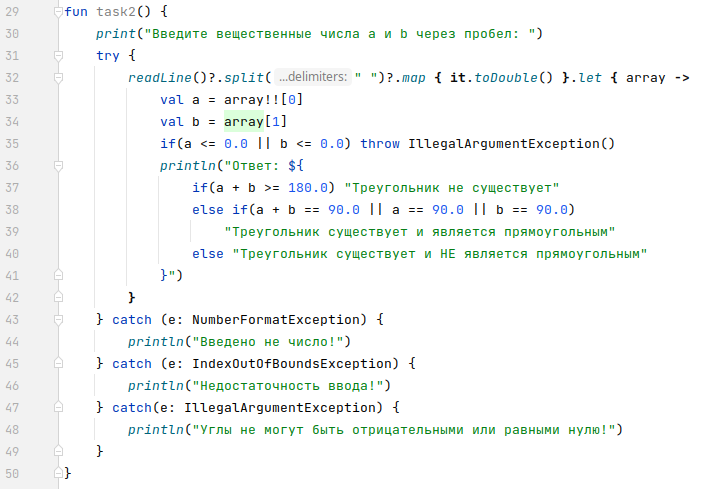 29 fun task2() {
30 print("Введите вещественные числа a и b через пробел: ")
31 try {
32 readLine()?.split( ...delimiters: " ")?.map { it.toDouble() }.let { array ->
33 val a = array!![0]
34 val b = array[1]
35 if(a <= 0.0 || b <= 0.0) throw IllegalArgumentException()
36 println("Ответ: ${
37 if(a + b >= 180.0) "Треугольник не существует"
38 else if(a + b == 90.0 || a == 90.0 || b == 90.0)
39 "Треугольник существует и является прямоугольным"
40 else "Треугольник существует и НЕ является прямоугольным"
41 }")
42 }
43 } catch (e: NumberFormatException) {
44 println("Введено не число!")
45 } catch (e: IndexOutOfBoundsException) {
46 println("Недостаточность ввода!")
47 } catch(e: IllegalArgumentException) {
48 println("Углы не могут быть отрицательными или равными нулю!")
49 }
50 }